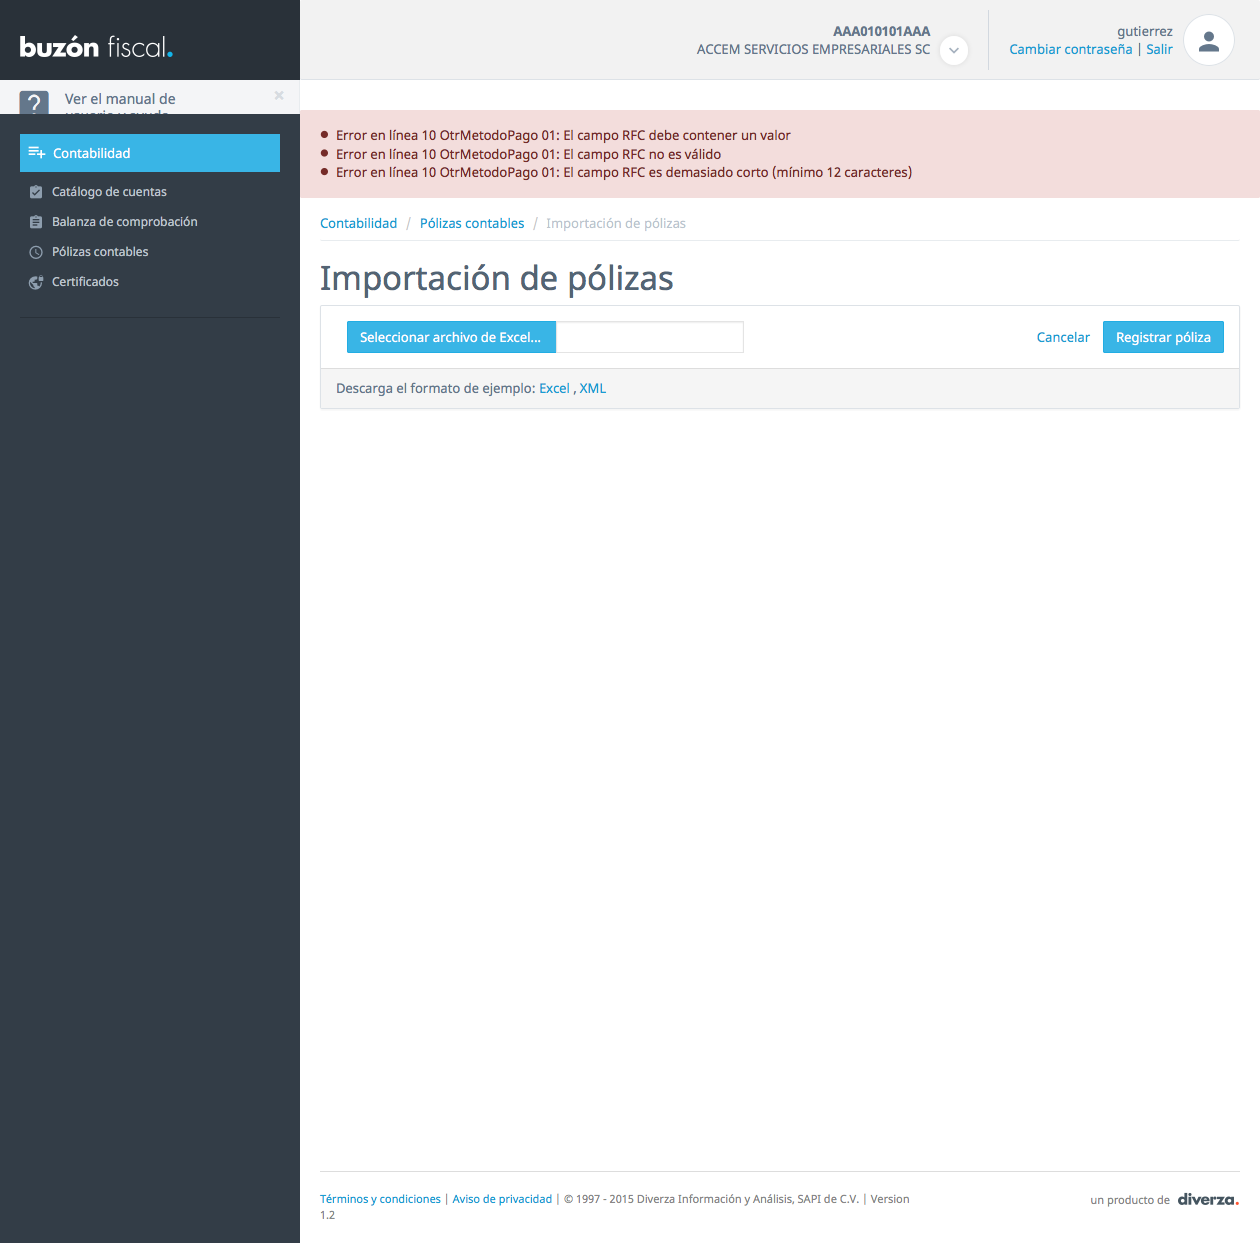 buzón fiscal.
AAA010101AAA
ACCEM SERVICIOS EMPRESARIALES SC
gutierrez
Cambiar contraseña | Salir
?
Ver el manual de
usuario y ayuda
×
Contabilidad
Catálogo de cuentas
Balanza de comprobación
Pólizas contables
Certificados
Error en línea 10 OtrMetodoPago 01: El campo RFC debe contener un valor
Error en línea 10 OtrMetodoPago 01: El campo RFC no es válido
Error en línea 10 OtrMetodoPago 01: El campo RFC es demasiado corto (mínimo 12 caracteres)
Contabilidad / Pólizas contables / Importación de pólizas
Importación de pólizas
Seleccionar archivo de Excel...
Cancelar
Registrar póliza
Descarga el formato de ejemplo: Excel , XML
Términos y condiciones | Aviso de privacidad | © 1997 - 2015 Diverza Información y Análisis, SAPI de C.V. | Version
1.2
un producto de diverza.